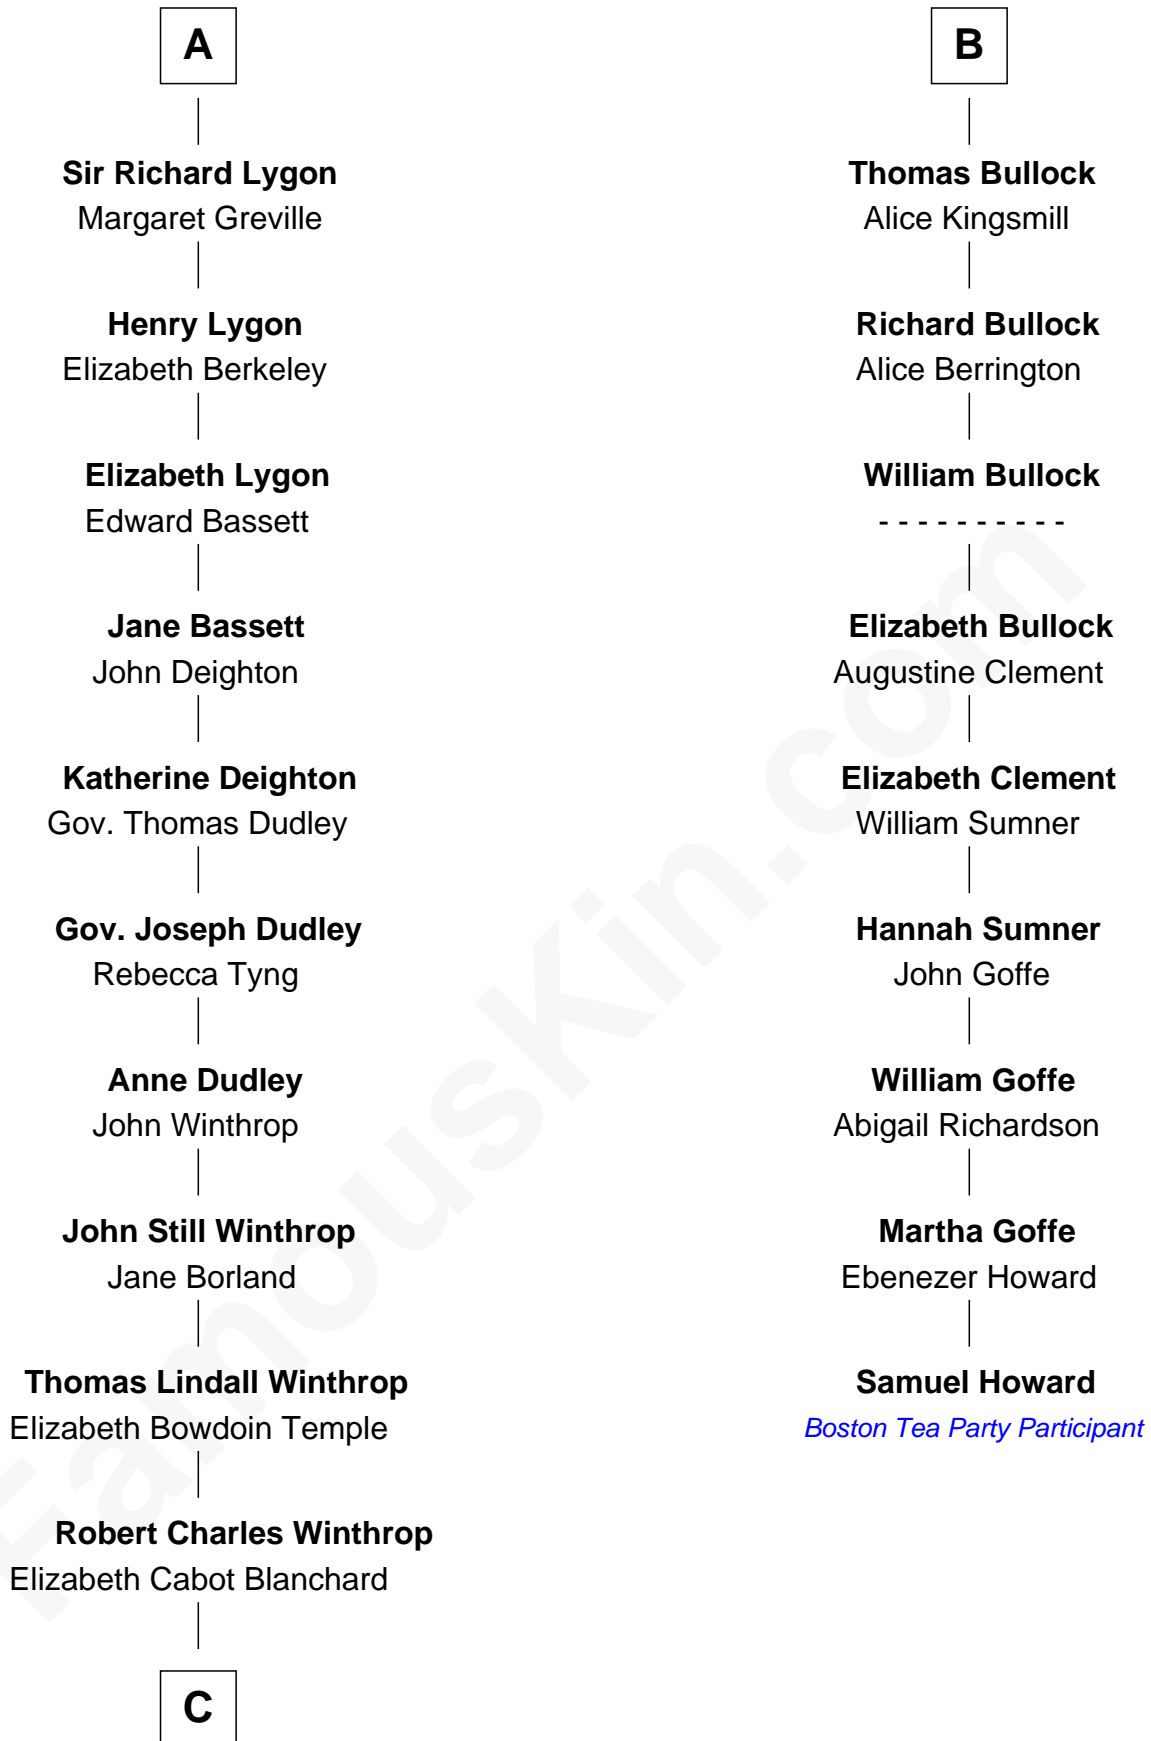 A
Sir Richard Lygon
Margaret Greville
Henry Lygon
Elizabeth Berkeley
Elizabeth Lygon
Edward Bassett
Jane Bassett
John Deighton
Katherine Deighton
Gov. Thomas Dudley
Gov. Joseph Dudley
Rebecca Tyng
Anne Dudley
John Winthrop
John Still Winthrop
Jane Borland
Thomas Lindall Winthrop
Elizabeth Bowdoin Temple
Robert Charles Winthrop
Elizabeth Cabot Blanchard
C
B
Thomas Bullock
Alice Kingsmill
Richard Bullock
Alice Berrington
William Bullock
- - - - - - - - - -
Elizabeth Bullock
Augustine Clement
Elizabeth Clement
William Sumner
Hannah Sumner
John Goffe
William Goffe
Abigail Richardson
Martha Goffe
Ebenezer Howard
Samuel Howard
Boston Tea Party Participant
FamousKin.com